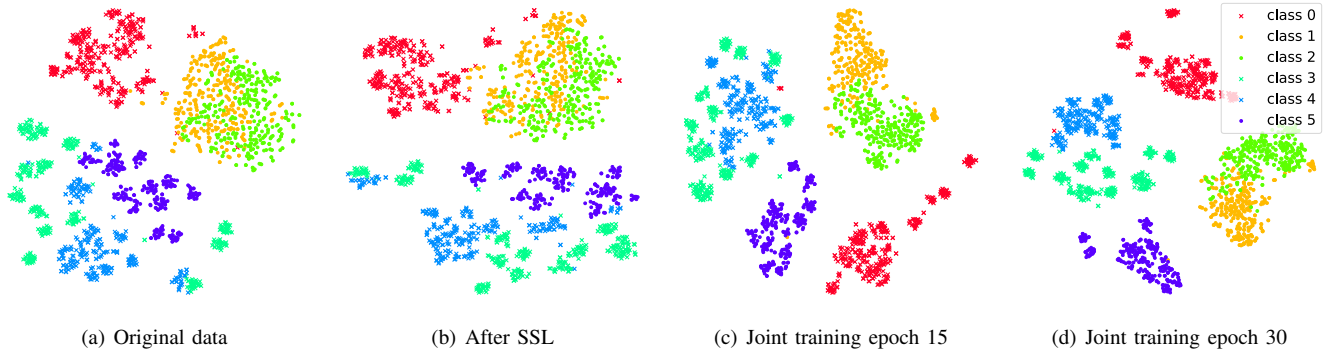 class 0
class 1
class 2
class 3
class 4
class 5
(a) Original data
(b) After SSL
(c) Joint training epoch 15
(d) Joint training epoch 30